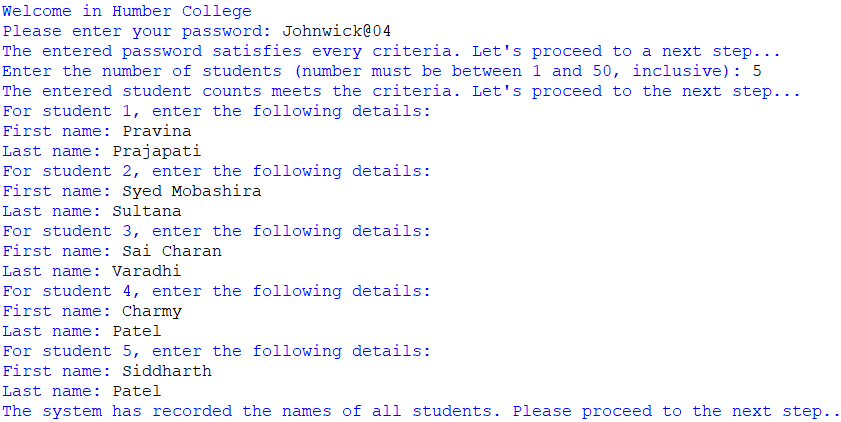 Welcome in Humber College
Please enter your password: Johnwick@04
The entered password satisfies every criteria. Let's proceed to a next step...
Enter the number of students (number must be between 1 and 50, inclusive): 5
The entered student counts meets the criteria. Let's proceed to the next step...
For student 1, enter the following details:
First name: Pravina
Last name: Prajapati
For student 2, enter the following details:
First name: Syed Mobashira
Last name: Sultana
For student 3, enter the following details:
First name: Sai Charan
Last name: Varadhi
For student 4, enter the following details:
First name: Charmy
Last name: Patel
For student 5, enter the following details:
First name: Siddharth
Last name: Patel
The system has recorded the names of all students. Please proceed to the next step..